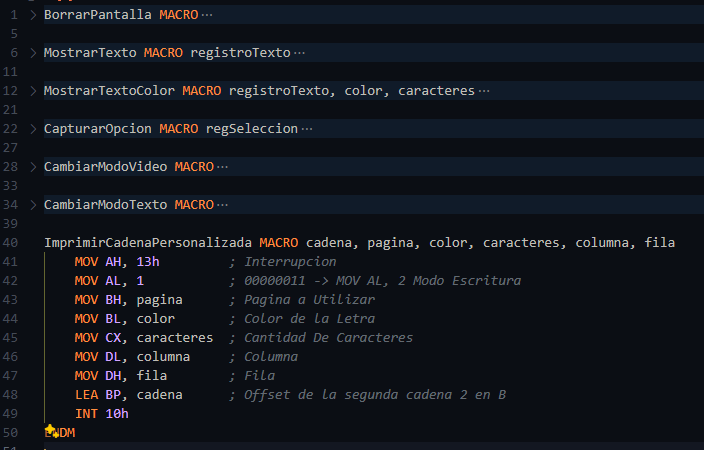 1 BorrarPantalla MACRO···
5
6 MostrarTexto MACRO registroTexto···
11
12 MostrarTextoColor MACRO registroTexto, color, caracteres···
21
22 CapturarOpcion MACRO regSeleccion···
27
28 CambiarModoVideo MACRO···
33
34 CambiarModoTexto MACRO···
39
40 ImprimirCadenaPersonalizada MACRO cadena, pagina, color, caracteres, columna, fila
41 MOV AH, 13h ; Interrupcion
42 MOV AL, 1 ; 00000011 -> MOV AL, 2 Modo Escritura
43 MOV BH, pagina ; Pagina a Utilizar
44 MOV BL, color ; Color de la Letra
45 MOV CX, caracteres ; Cantidad De Caracteres
46 MOV DL, columna ; Columna
47 MOV DH, fila ; Fila
48 LEA BP, cadena ; Offset de la segunda cadena 2 en B
49 INT 10h
50 ENDM